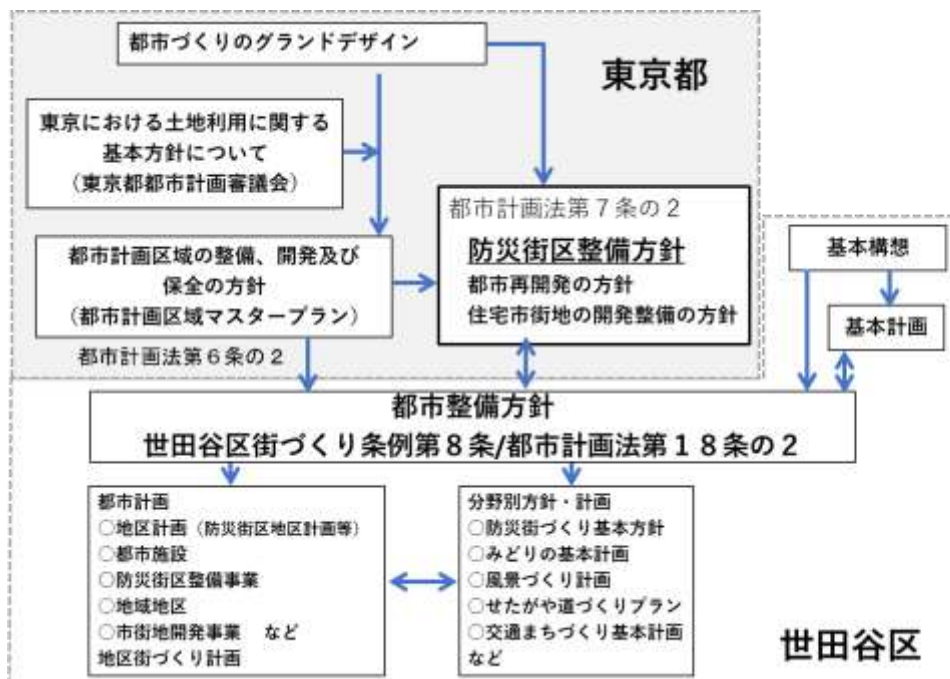 都市づくりのグランドデザイン
東京都
東京における土地利用に関する
基本方針について
（東京都都市計画審議会）
都市計画法第７条の２
防災街区整備方針
都市再開発の方針
住宅市街地の開発整備の方針
都市計画区域の整備、開発及び
保全の方針
（都市計画区域マスタープラン）
都市計画法第６条の２
基本構想
基本計画
都市整備方針
世田谷区街づくり条例第８条/都市計画法第１８条の２
都市計画
○地区計画（防災街区地区計画等）
○都市施設
○防災街区整備事業
○地域地区
○市街地開発事業　など
地区街づくり計画
分野別方針・計画
○防災街づくり基本方針
○みどりの基本計画
○風景づくり計画
○せたがや道づくりプラン
○交通まちづくり基本計画
など
世田谷区